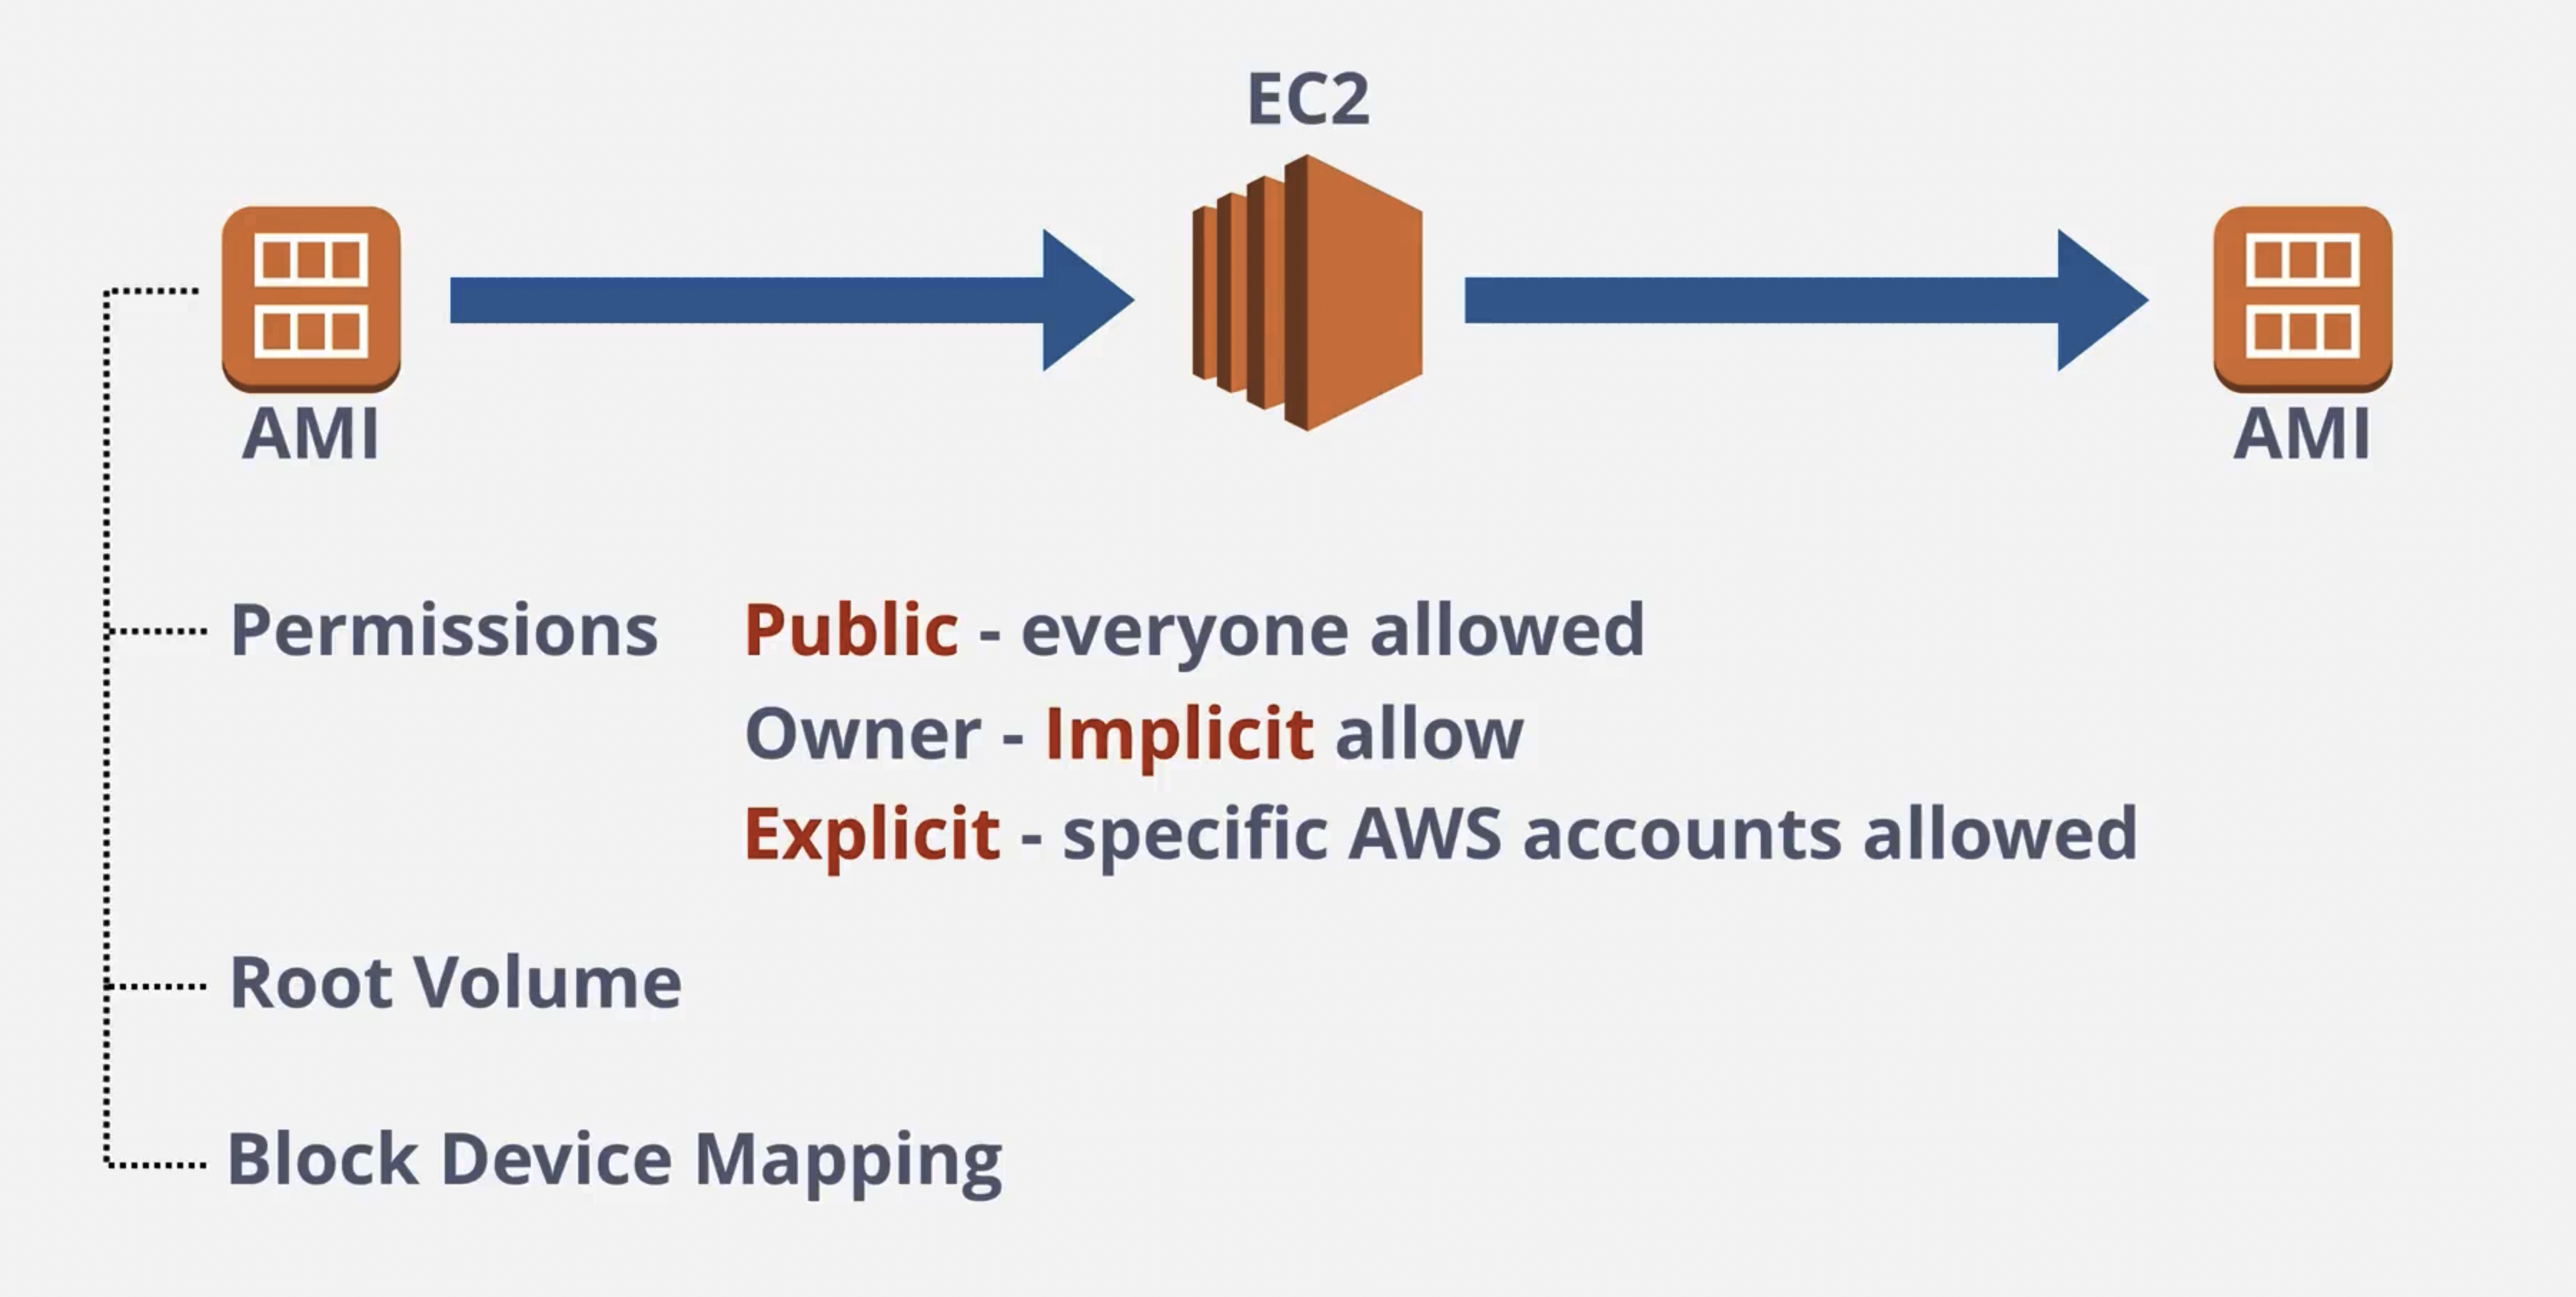 EC2
AMI
AMI
Permissions
Public - everyone allowed
Owner - Implicit allow
Explicit - specific AWS accounts allowed
Root Volume
Block Device Mapping